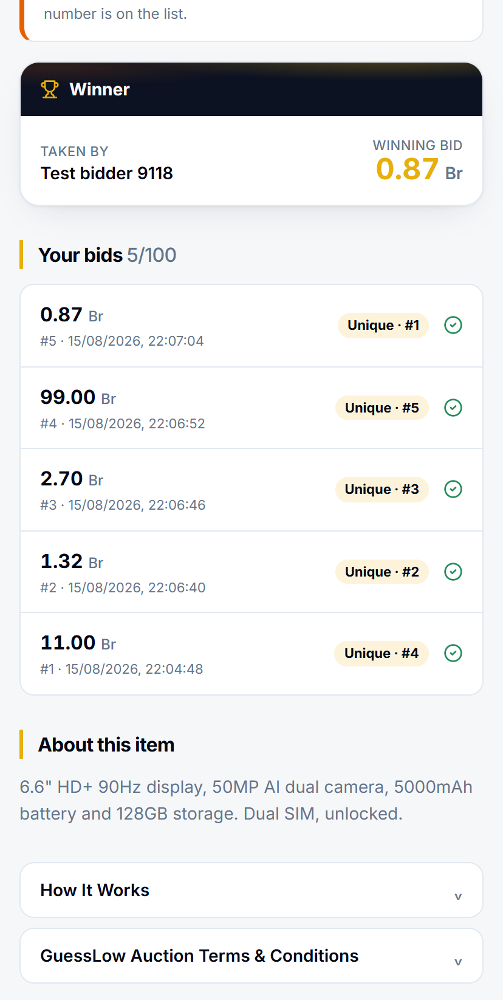 number is on the list.
Winner
TAKEN BY
Test bidder 9118
WINNING BID
0.87 Br
Your bids 5/100
0.87 Br
#5 · 15/08/2026, 22:07:04
Unique · #1
99.00 Br
#4 · 15/08/2026, 22:06:52
Unique · #5
2.70 Br
#3 · 15/08/2026, 22:06:46
Unique · #3
1.32 Br
#2 · 15/08/2026, 22:06:40
Unique · #2
11.00 Br
#1 · 15/08/2026, 22:04:48
Unique · #4
About this item
6.6" HD+ 90Hz display, 50MP AI dual camera, 5000mAh
battery and 128GB storage. Dual SIM, unlocked.
How It Works
GuessLow Auction Terms & Conditions